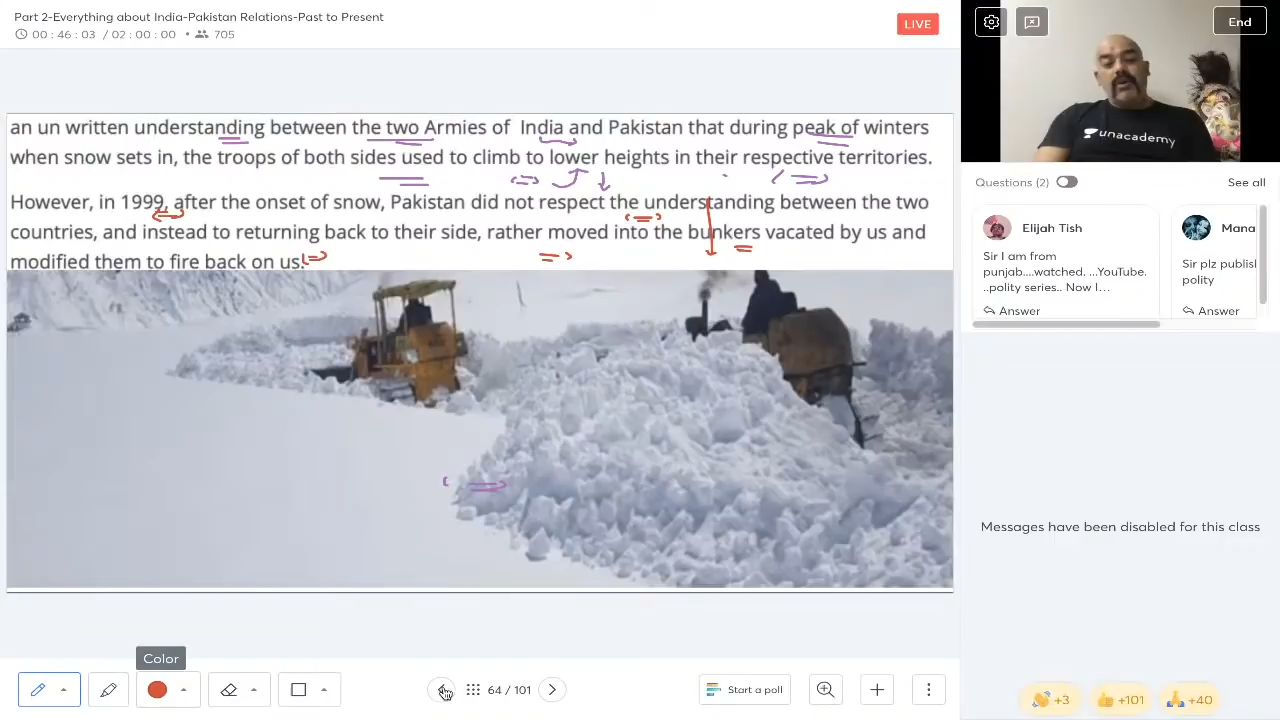 Part 2-Everything about India-Pakistan Relations-Past to Present
00 : 46 : 03 / 02 : 00 : 00 • 705
LIVE
End
an un written understanding between the two Armies of India and Pakistan that during peak of winters
when snow sets in, the troops of both sides used to climb to lower heights in their respective territories.
However, in 1999, after the onset of snow, Pakistan did not respect the understanding between the two
countries, and instead to returning back to their side, rather moved into the bunkers vacated by us and
modified them to fire back on us.
unacademy
Questions (2)
See all
Elijah Tish
Sir I am from
punjab....watched. ...YouTube.
..polity series.. Now I...
Answer
Mana
Sir plz publish
polity
Answer
Messages have been disabled for this class
Color
64 / 101
Start a poll
+3
+101
+40